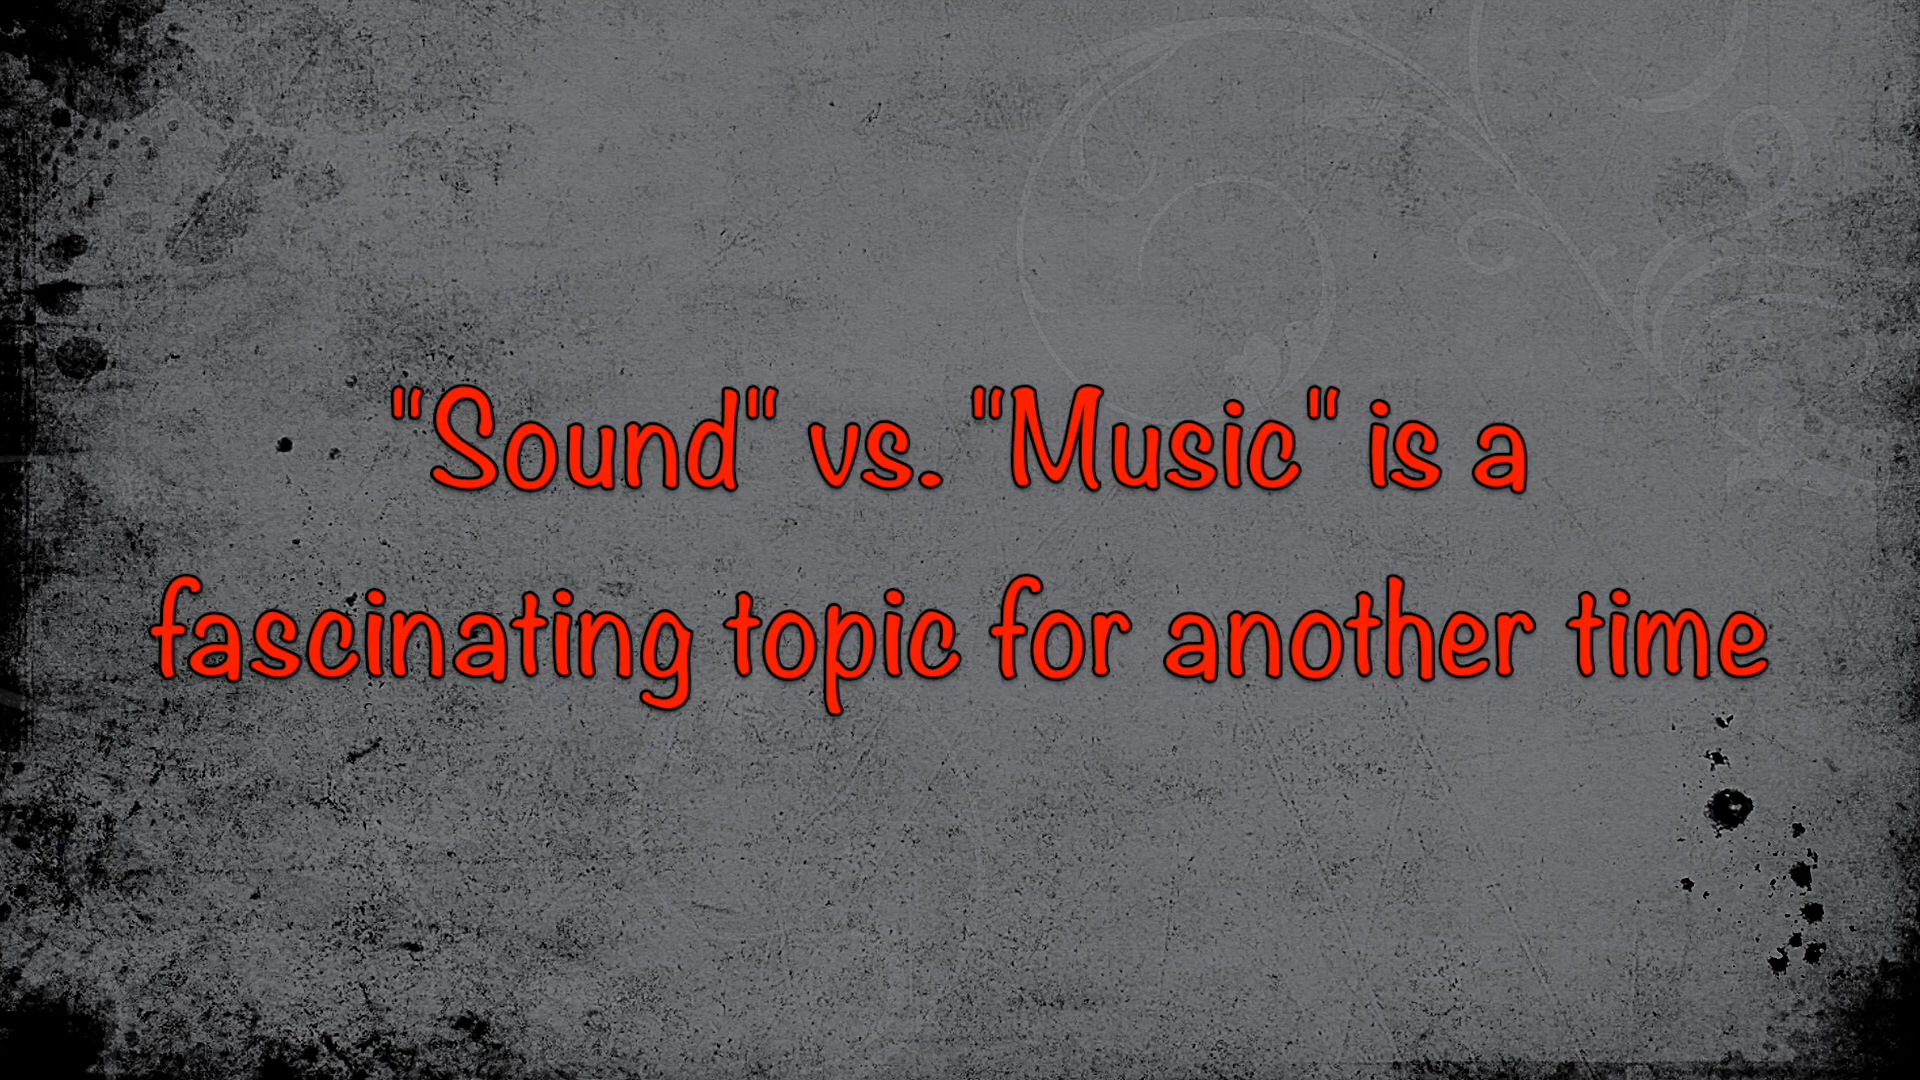 "Sound" vs. "Music" is a
fascinating topic for another time